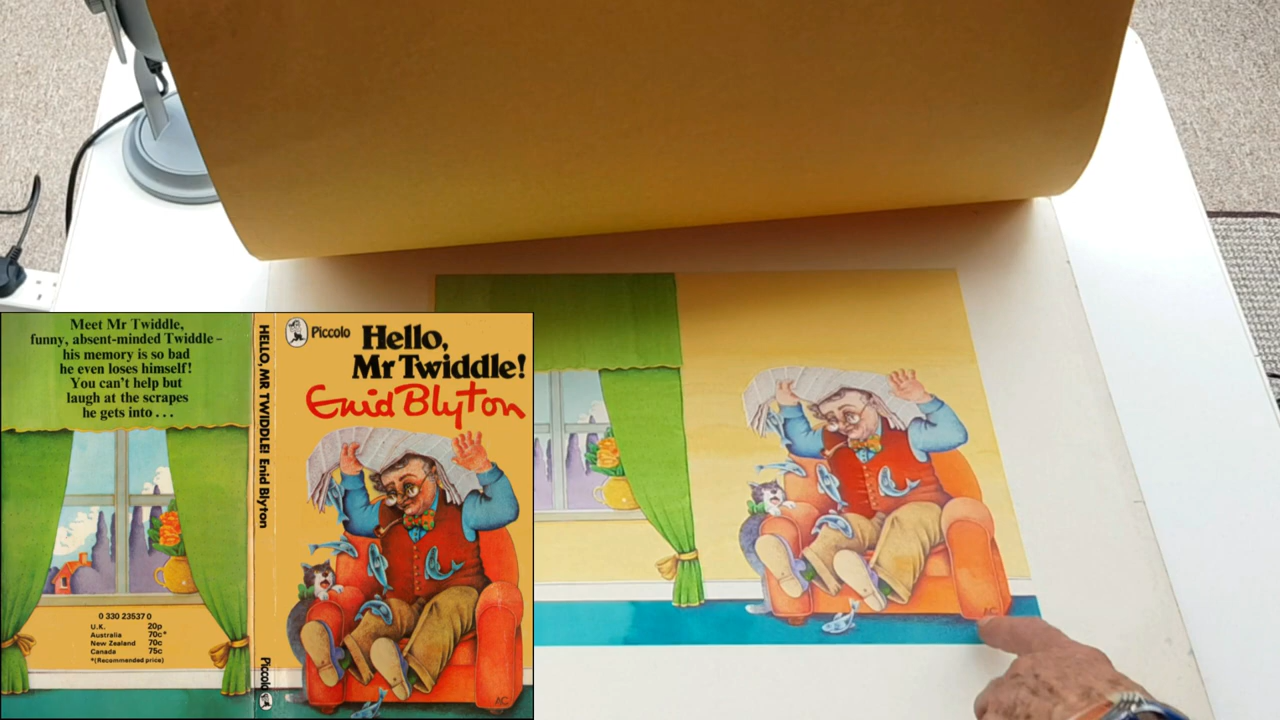 Meet Mr Twiddle,
funny, absent-minded Twiddle –
his memory is so bad
he even loses himself!
You can't help but
laugh at the scrapes
he gets into . . .
0 330 23537 0
U.K. 20p
Australia 70c*
New Zealand 70c
Canada 75c
*(Recommended price)
HELLO, MR TWIDDLE! Enid Blyton
Piccolo
Piccolo
Hello,
Mr Twiddle!
Enid Blyton
AC
AC